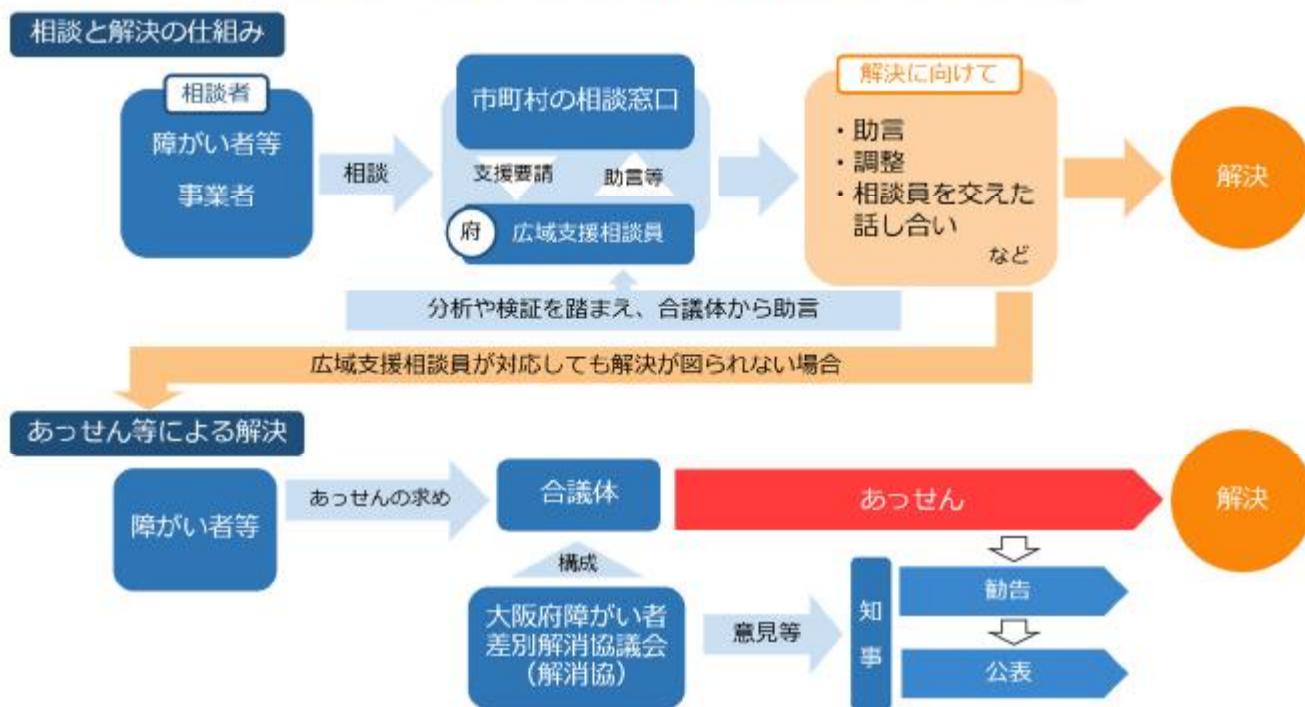 相談と解決の仕組み
相談者
障がい者等
事業者
相談
市町村の相談窓口
支援要請
助言等
府
広域支援相談員
解決に向けて
・助言
・調整
・相談員を交えた
話し合い
など
解決
分析や検証を踏まえ、合議体から助言
広域支援相談員が対応しても解決が図られない場合
あっせん等による解決
障がい者等
あっせんの求め
合議体
あっせん
解決
構成
大阪府障がい者
差別解消協議会
（解消協）
意見等
知
事
勧告
公表